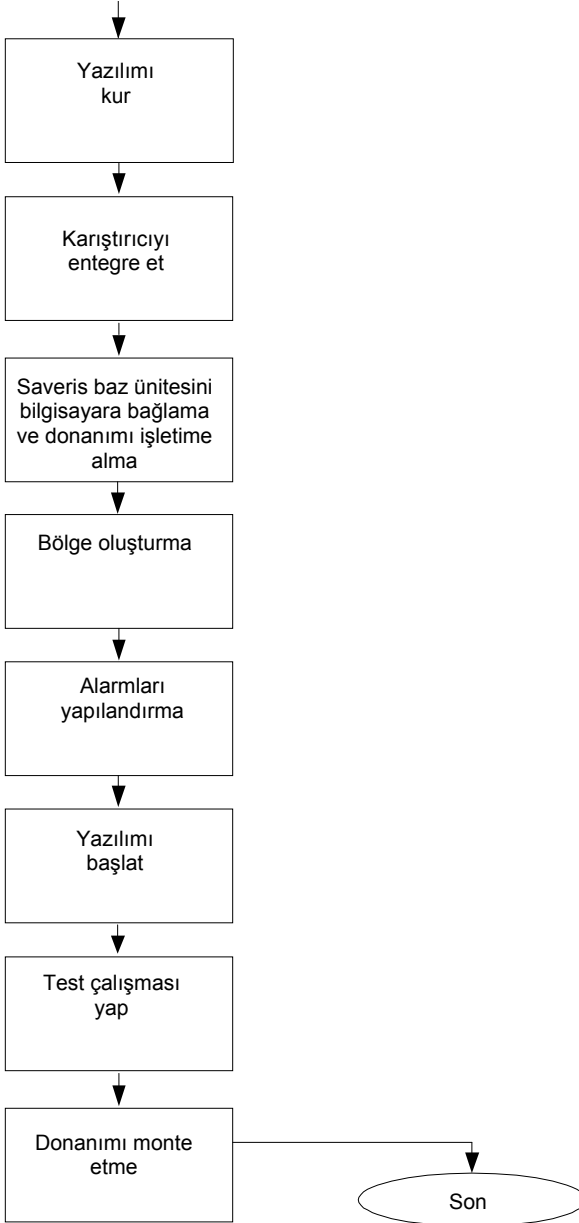 Yazılımı
kur
Karıştırıcıyı
entegre et
Saveris baz ünitesini
bilgisayara bağlama
ve donanımı işletime
alma
Bölge oluşturma
Alarmları
yapılandırma
Yazılımı
başlat
Test çalışması
yap
Donanımı monte
etme
Son